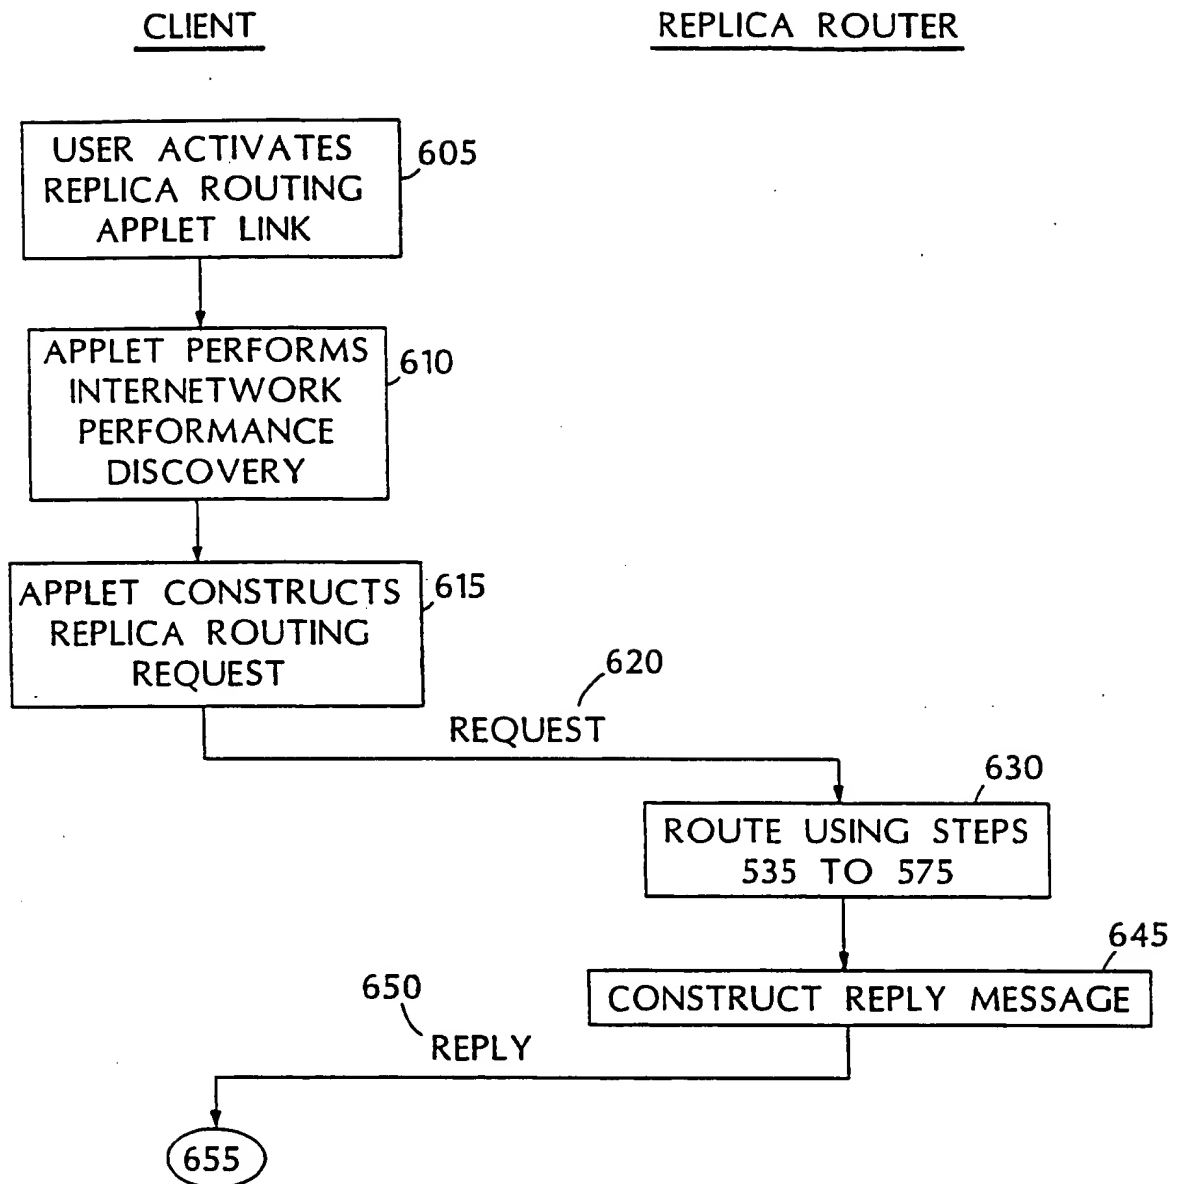 CLIENT
REPLICA ROUTER
USER ACTIVATES
REPLICA ROUTING
APPLET LINK
605
APPLET PERFORMS
INTERNETWORK
PERFORMANCE
DISCOVERY
610
APPLET CONSTRUCTS
REPLICA ROUTING
REQUEST
615
620
REQUEST
630
ROUTE USING STEPS
535 TO 575
645
CONSTRUCT REPLY MESSAGE
650
REPLY
655